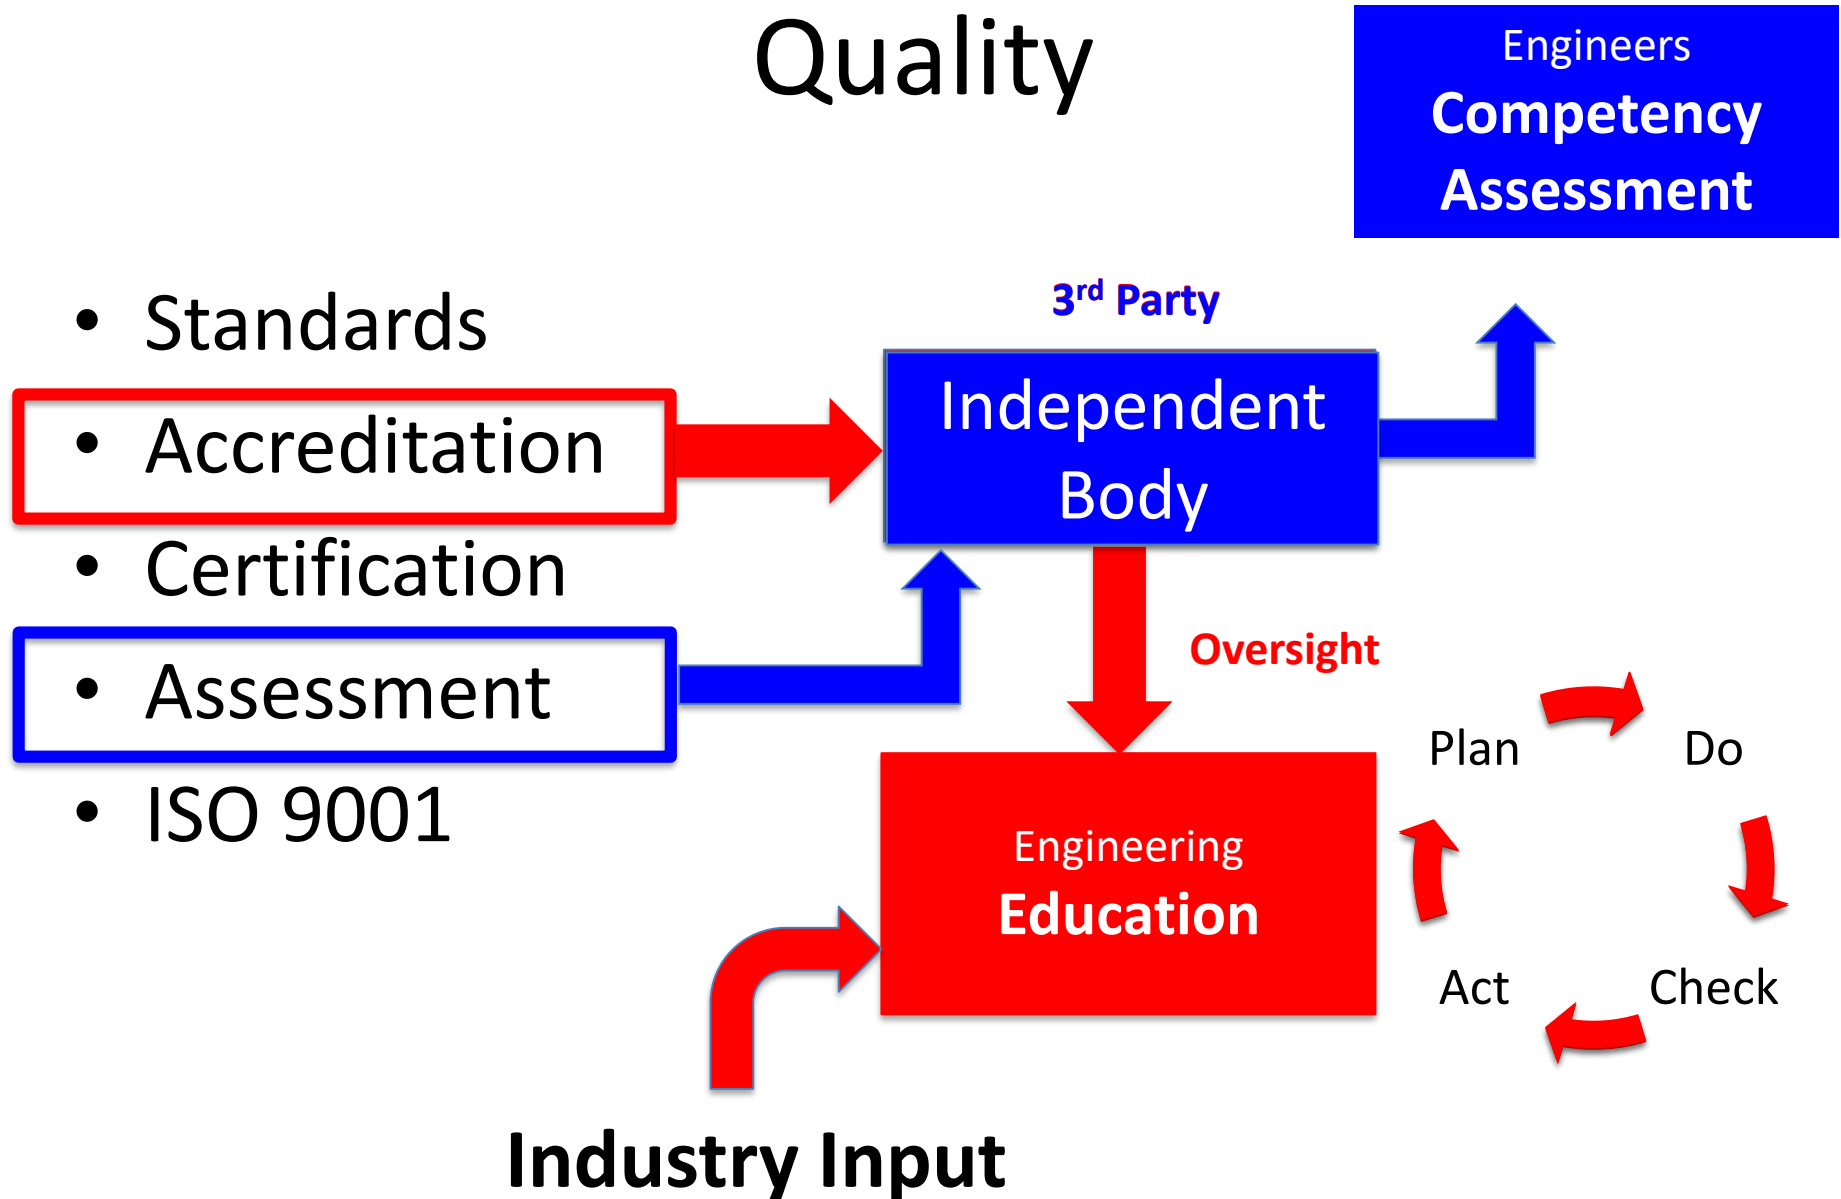 Quality
Engineers
Competency
Assessment
• Standards
• Accreditation
• Certification
• Assessment
• ISO 9001
3rd Party
Independent
Body
Oversight
Engineering
Education
Plan
Do
Act
Check
Industry Input